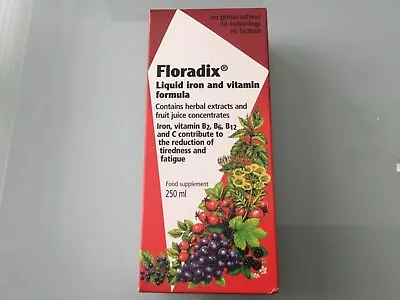 no preservatives
no colourings
no lactose
Floradix®
Liquid iron and vitamin
formula
Contains herbal extracts and
fruit juice concentrates
Iron, vitamin B2, B6, B12
and C contribute to
the reduction of
tiredness and
fatigue
Food supplement
250 ml